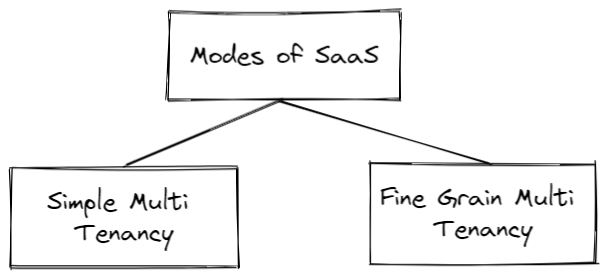 Modes of SaaS
Simple Multi
Tenancy
Fine Grain Multi
Tenancy